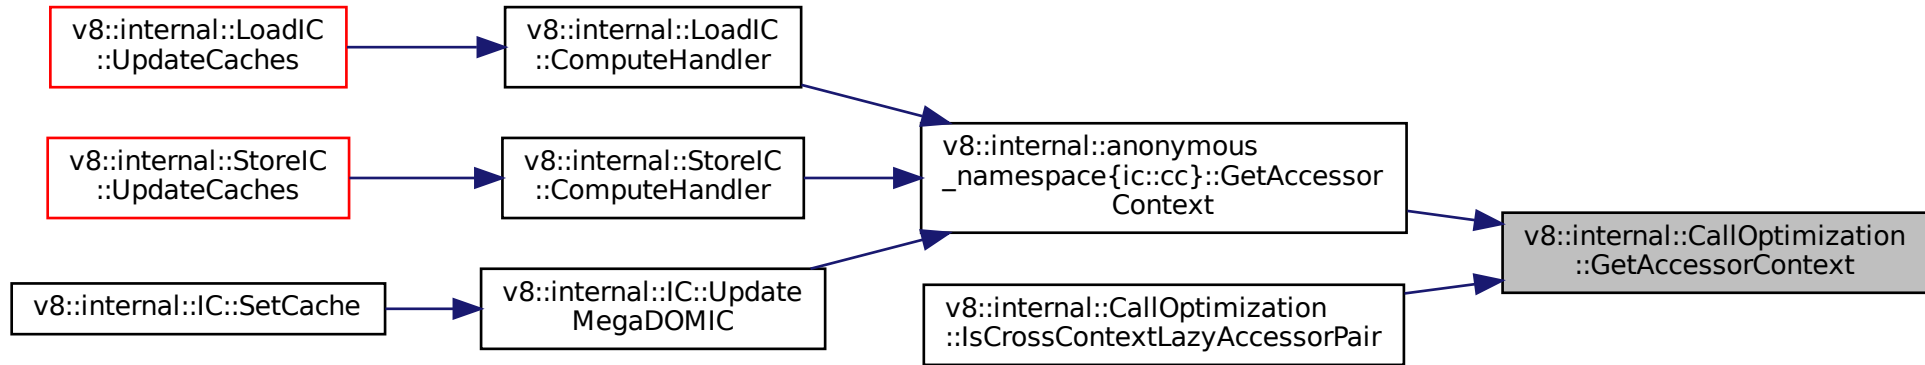 v8::internal::LoadIC
::UpdateCaches
v8::internal::LoadIC
::ComputeHandler
v8::internal::StoreIC
::UpdateCaches
v8::internal::StoreIC
::ComputeHandler
v8::internal::anonymous
_namespace{ic::cc}::GetAccessor
Context
v8::internal::CallOptimization
::GetAccessorContext
v8::internal::IC::SetCache
v8::internal::IC::Update
MegaDOMIC
v8::internal::CallOptimization
::IsCrossContextLazyAccessorPair